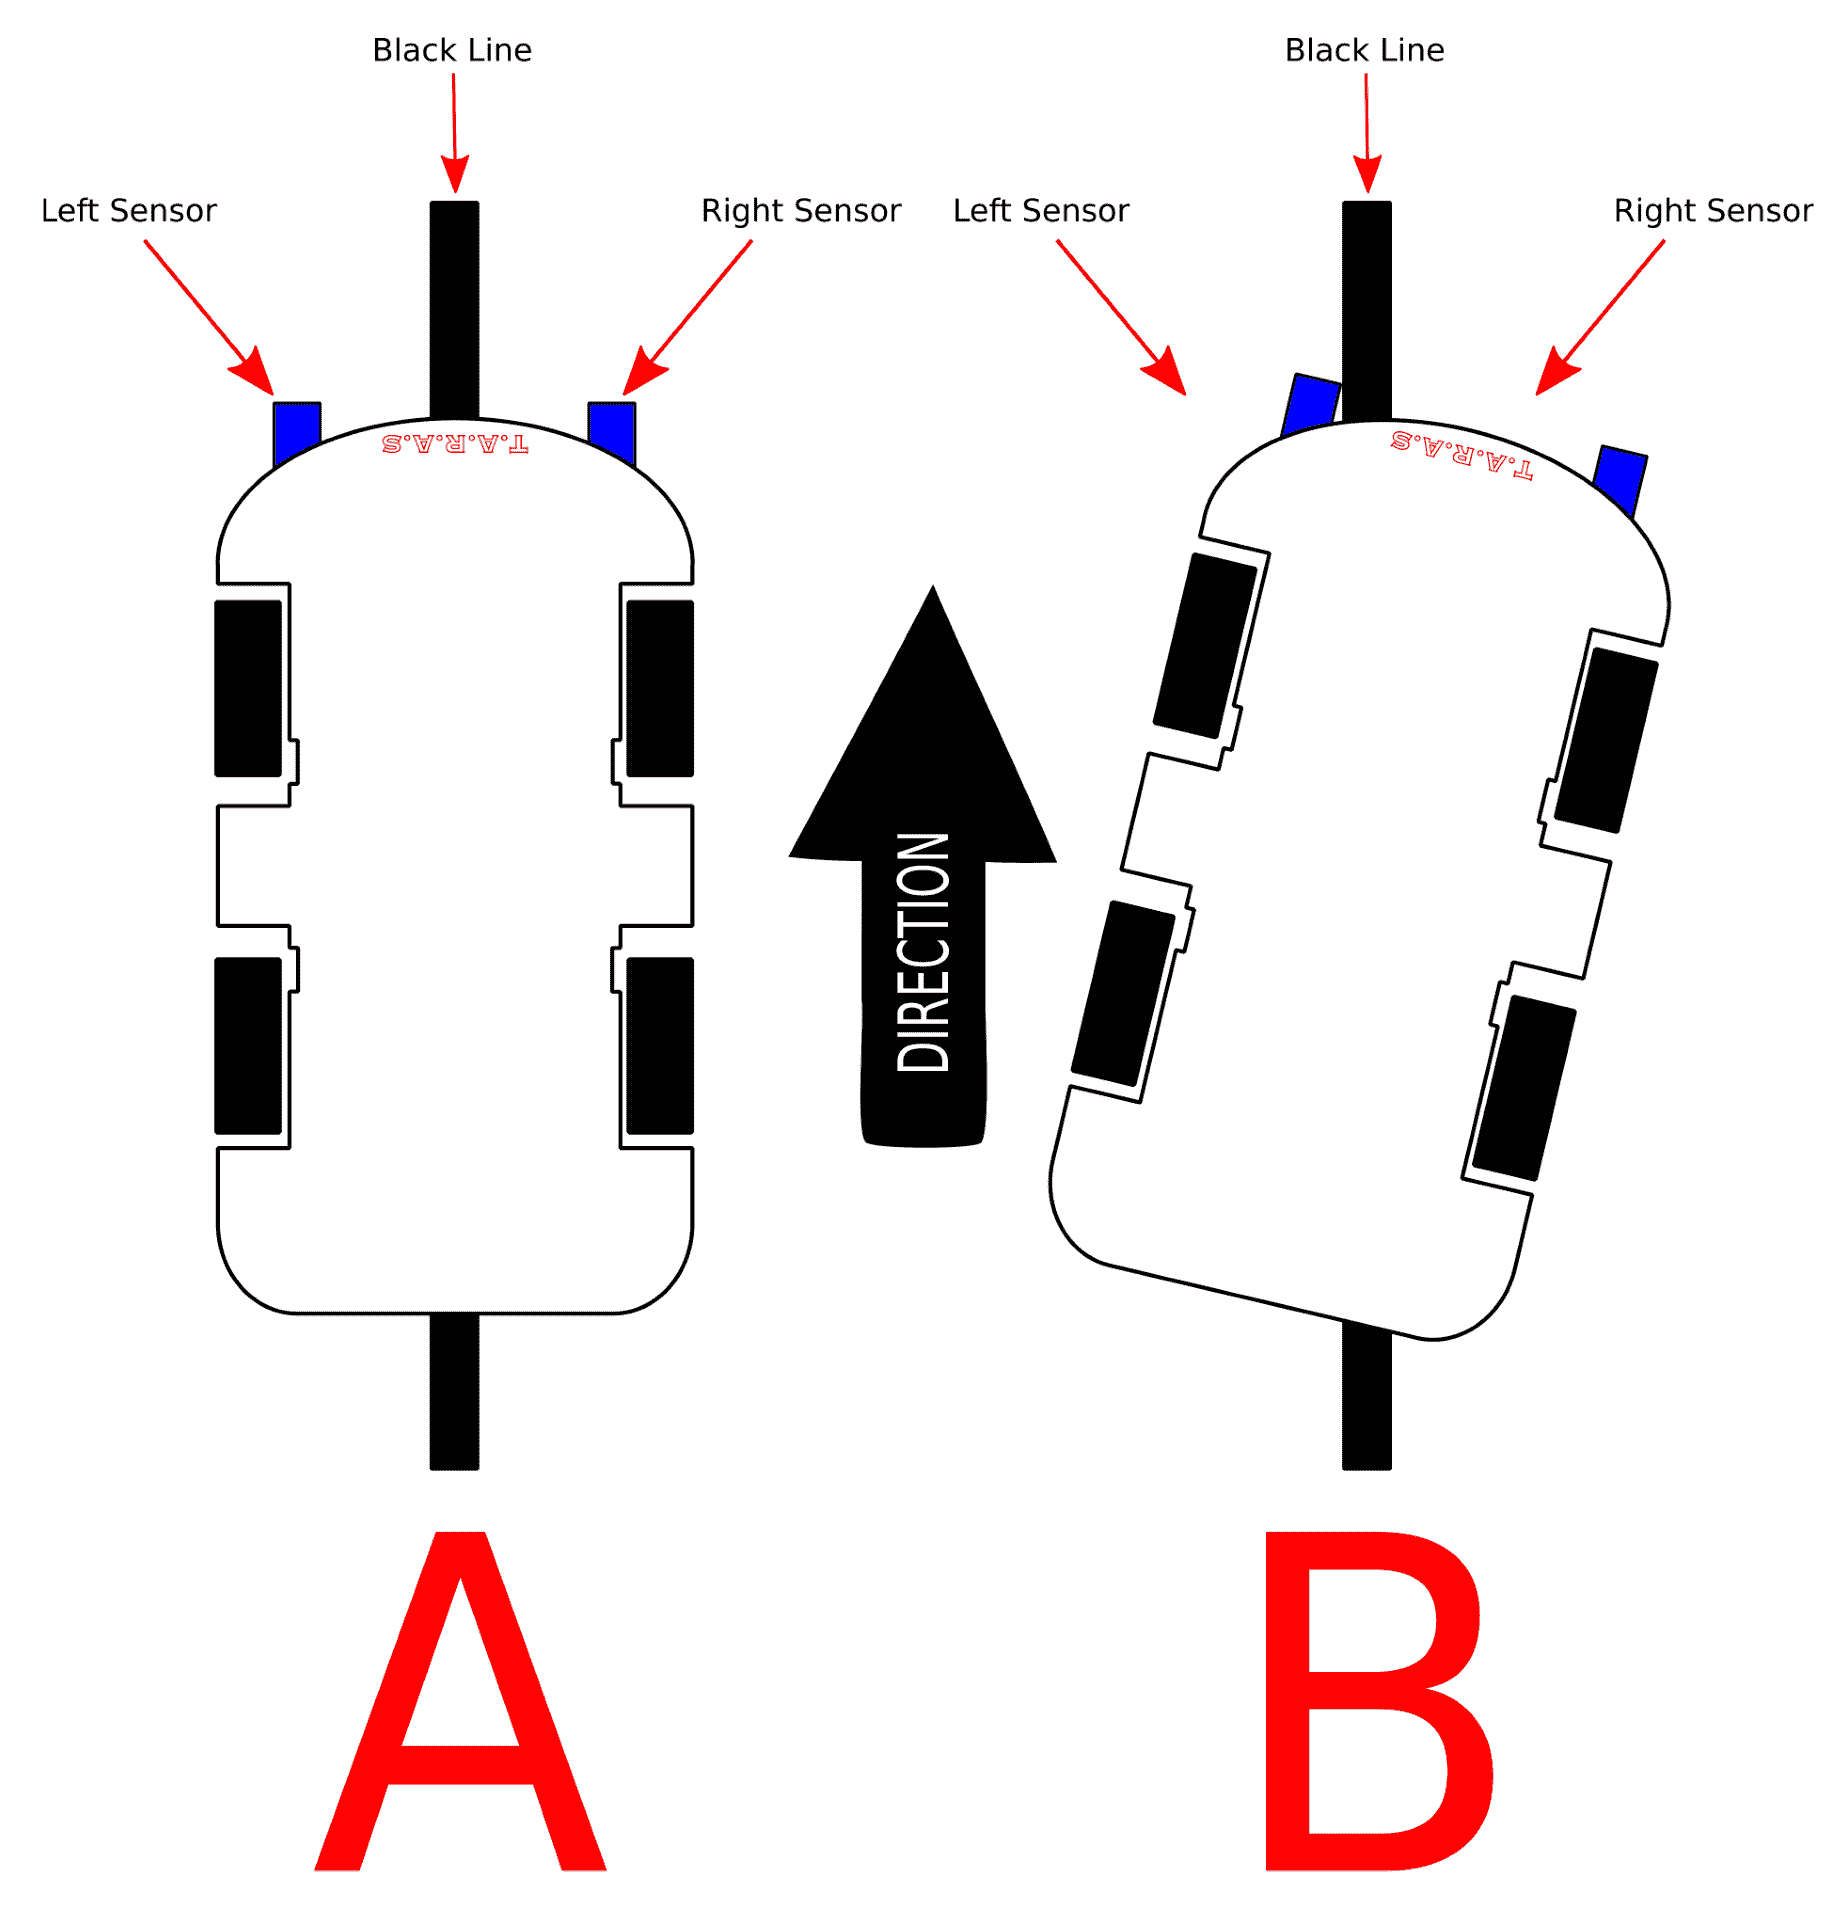 Black Line
Black Line
Left Sensor
Right Sensor
Left Sensor
Right Sensor
T.A.R.A.S
T.A.R.A.S
DIRECTION
A
B